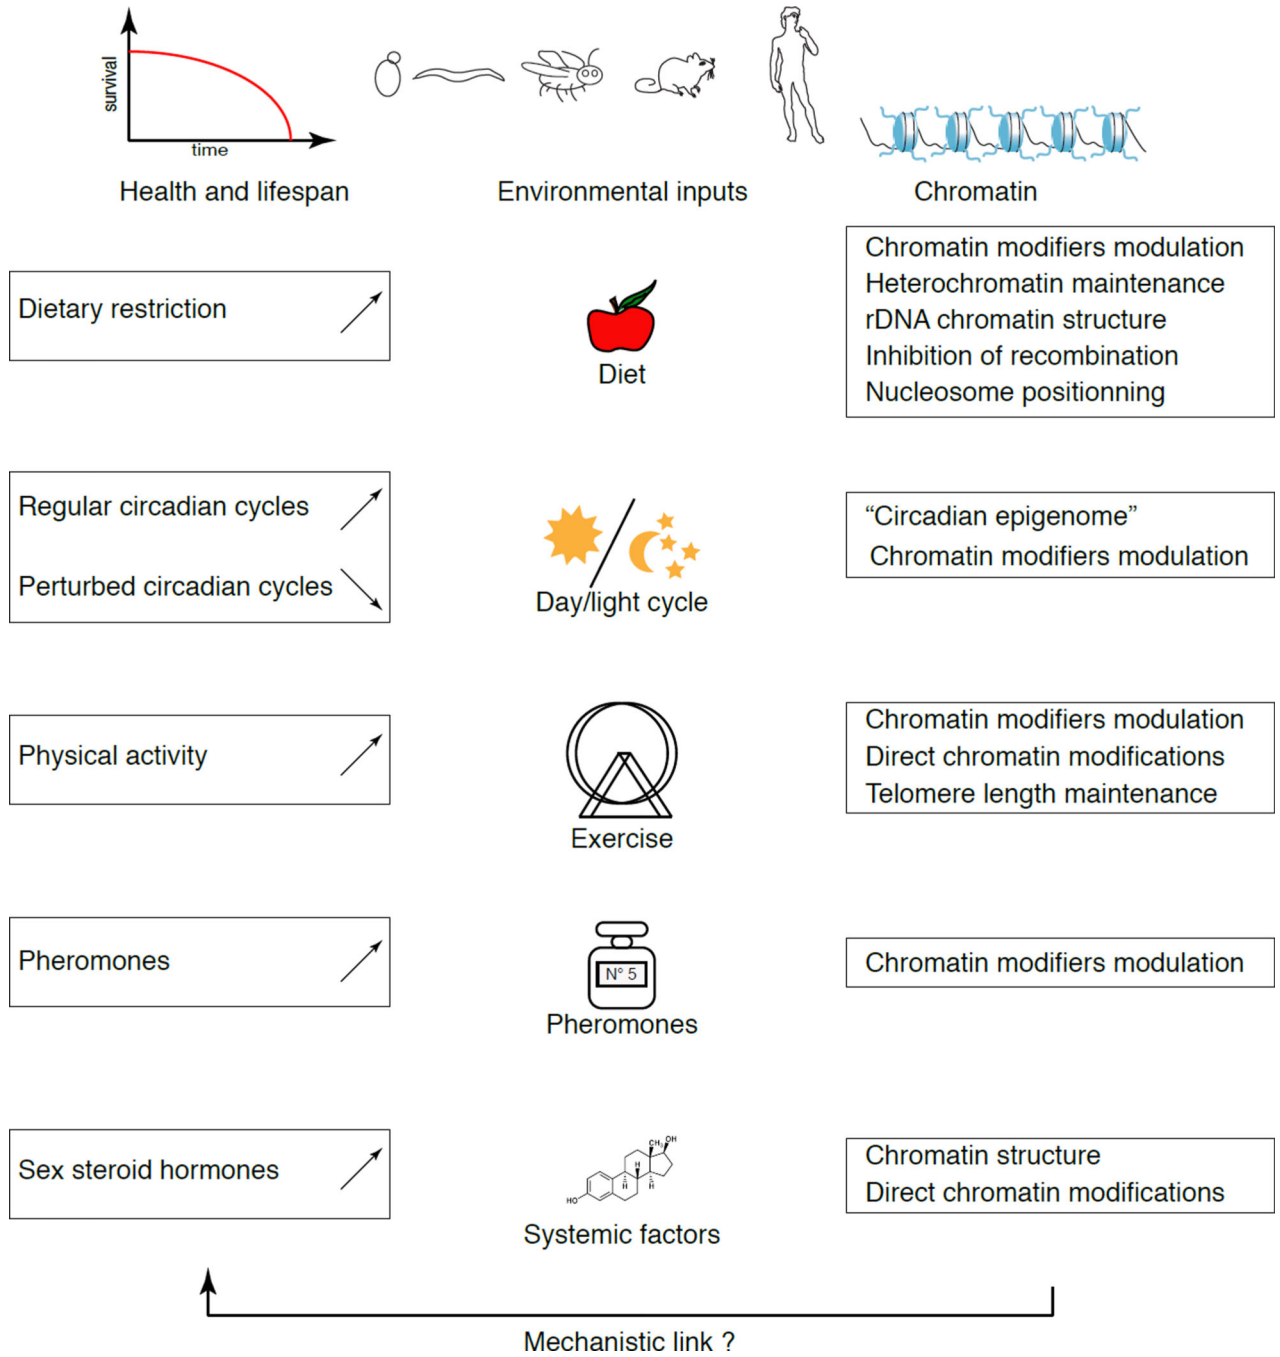 survival
time
Health and lifespan
Environmental inputs
Chromatin
Dietary restriction
Diet
Chromatin modifiers modulation
Heterochromatin maintenance
rDNA chromatin structure
Inhibition of recombination
Nucleosome positionning
Regular circadian cycles
Perturbed circadian cycles
Day/light cycle
“Circadian epigenome”
Chromatin modifiers modulation
Physical activity
Exercise
Chromatin modifiers modulation
Direct chromatin modifications
Telomere length maintenance
Pheromones
N° 5
Pheromones
Chromatin modifiers modulation
Sex steroid hormones
CH₃
OH
H
H
H
HO
Systemic factors
Chromatin structure
Direct chromatin modifications
Mechanistic link ?